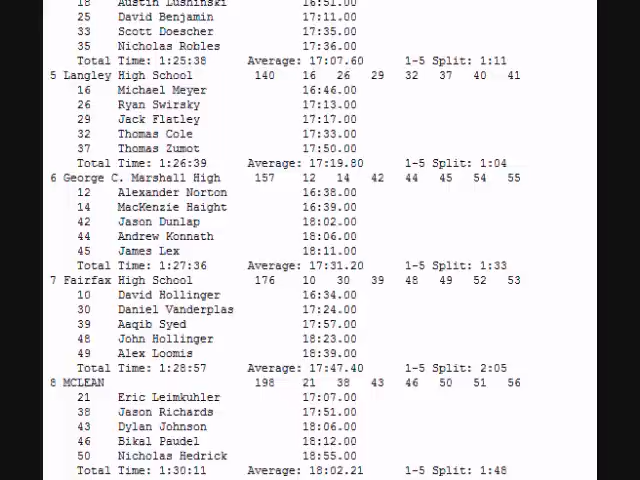 18 Austin Lushinski 16:51.00
25 David Benjamin 17:11.00
33 Scott Doescher 17:35.00
35 Nicholas Robles 17:36.00
Total Time: 1:25:38 Average: 17:07.60 1-5 Split: 1:11
5 Langley High School 140 16 26 29 32 37 40 41
16 Michael Meyer 16:46.00
26 Ryan Swirsky 17:13.00
29 Jack Flatley 17:17.00
32 Thomas Cole 17:33.00
37 Thomas Zumot 17:50.00
Total Time: 1:26:39 Average: 17:19.80 1-5 Split: 1:04
6 George C. Marshall High 157 12 14 42 44 45 54 55
12 Alexander Norton 16:38.00
14 MacKenzie Haight 16:39.00
42 Jason Dunlap 18:02.00
44 Andrew Konnath 18:06.00
45 James Lex 18:11.00
Total Time: 1:27:36 Average: 17:31.20 1-5 Split: 1:33
7 Fairfax High School 176 10 30 39 48 49 52 53
10 David Hollinger 16:34.00
30 Daniel Vanderplas 17:24.00
39 Aaqib Syed 17:57.00
48 John Hollinger 18:23.00
49 Alex Loomis 18:39.00
Total Time: 1:28:57 Average: 17:47.40 1-5 Split: 2:05
8 MCLEAN 198 21 38 43 46 50 51 56
21 Eric Leimkuhler 17:07.00
38 Jason Richards 17:51.00
43 Dylan Johnson 18:06.00
46 Bikal Paudel 18:12.00
50 Nicholas Hedrick 18:55.00
Total Time: 1:30:11 Average: 18:02.21 1-5 Split: 1:48